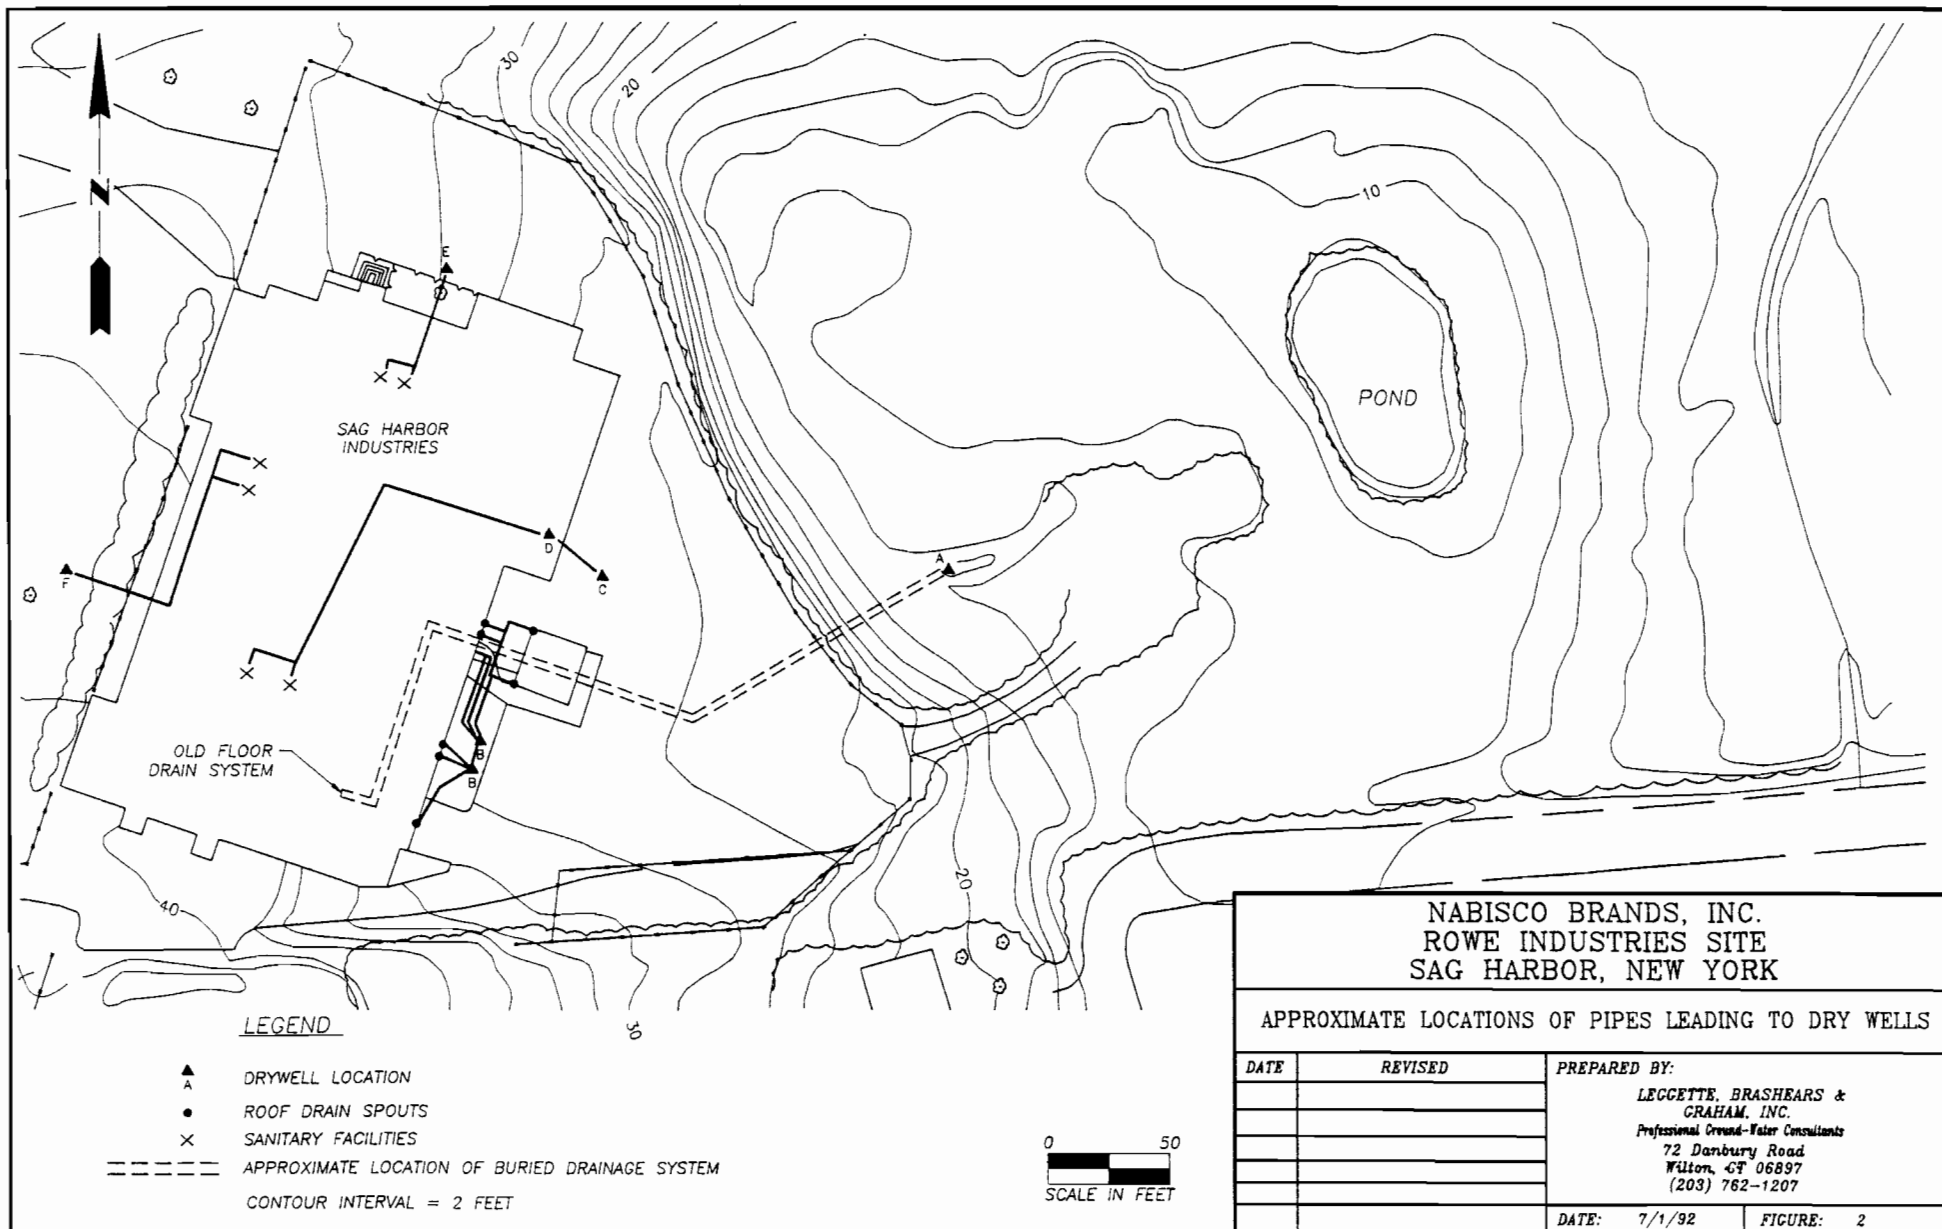 30
20
10
N
E
SAG HARBOR
INDUSTRIES
POND
D
C
A
F
B
B
OLD FLOOR
DRAIN SYSTEM
40
20
30
LEGEND
A
DRYWELL LOCATION
ROOF DRAIN SPOUTS
SANITARY FACILITIES
APPROXIMATE LOCATION OF BURIED DRAINAGE SYSTEM
CONTOUR INTERVAL = 2 FEET
0 50
SCALE IN FEET
NABISCO BRANDS, INC.
ROWE INDUSTRIES SITE
SAG HARBOR, NEW YORK
APPROXIMATE LOCATIONS OF PIPES LEADING TO DRY WELLS
DATE REVISED
PREPARED BY:
LEGGETTE, BRASHEARS &
GRAHAM, INC.
Professional Ground-Water Consultants
72 Danbury Road
Wilton, CT 06897
(203) 762-1207
DATE: 7/1/92 FIGURE: 2